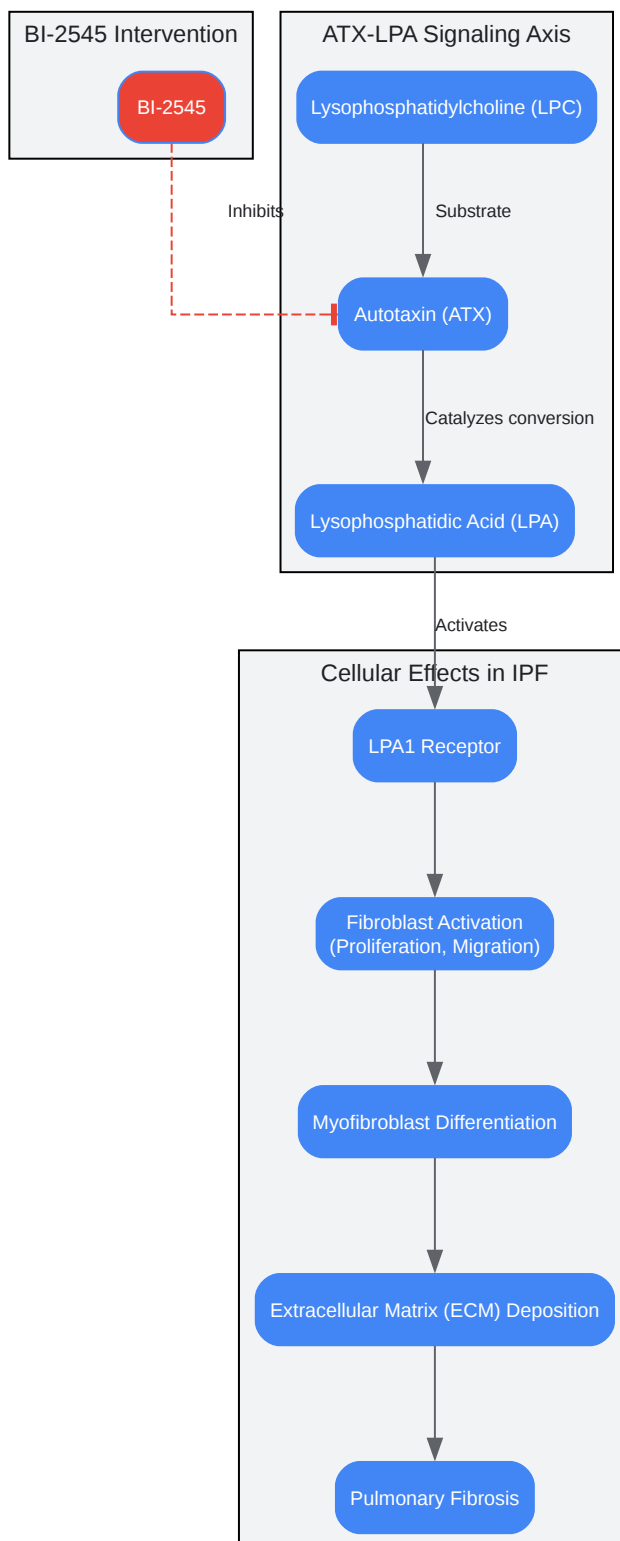 BI-2545 Intervention
BI-2545
Inhibits
ATX-LPA Signaling Axis
Lysophosphatidylcholine (LPC)
Substrate
Autotaxin (ATX)
Catalyzes conversion
Lysophosphatidic Acid (LPA)
Activates
Cellular Effects in IPF
LPA1 Receptor
Fibroblast Activation
(Proliferation, Migration)
Myofibroblast Differentiation
Extracellular Matrix (ECM) Deposition
Pulmonary Fibrosis